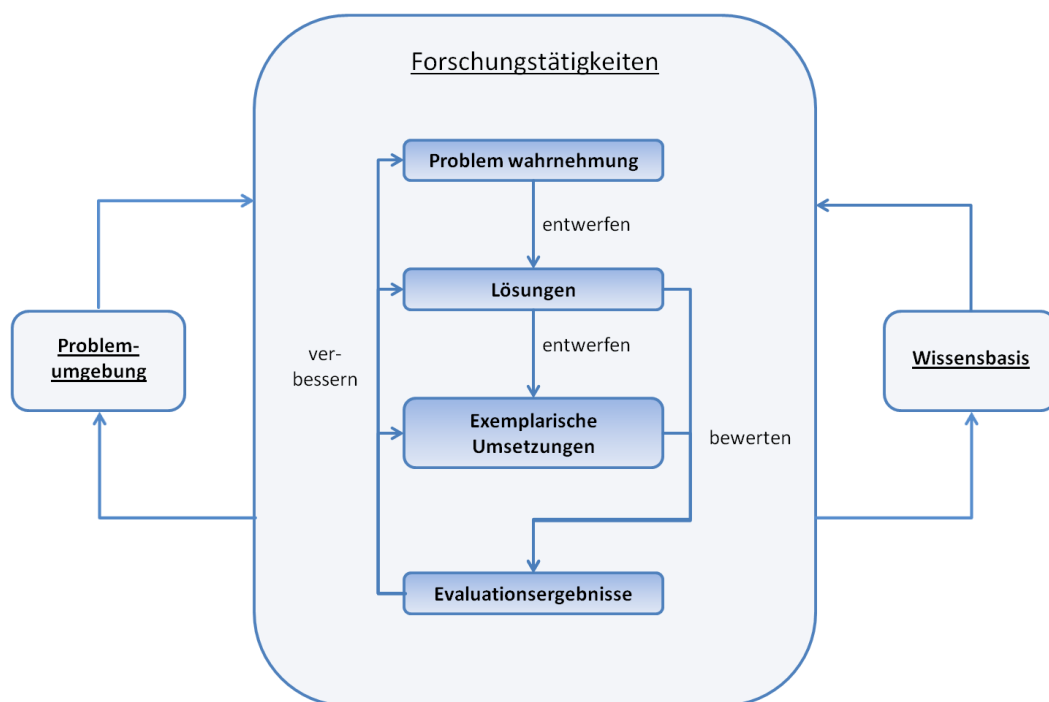 Forschungstätigkeiten
Problem wahrnehmung
entwerfen
Lösungen
entwerfen
Problem-
umgebung
ver-
bessern
Wissensbasis
Exemplarische
Umsetzungen
bewerten
Evaluationsergebnisse